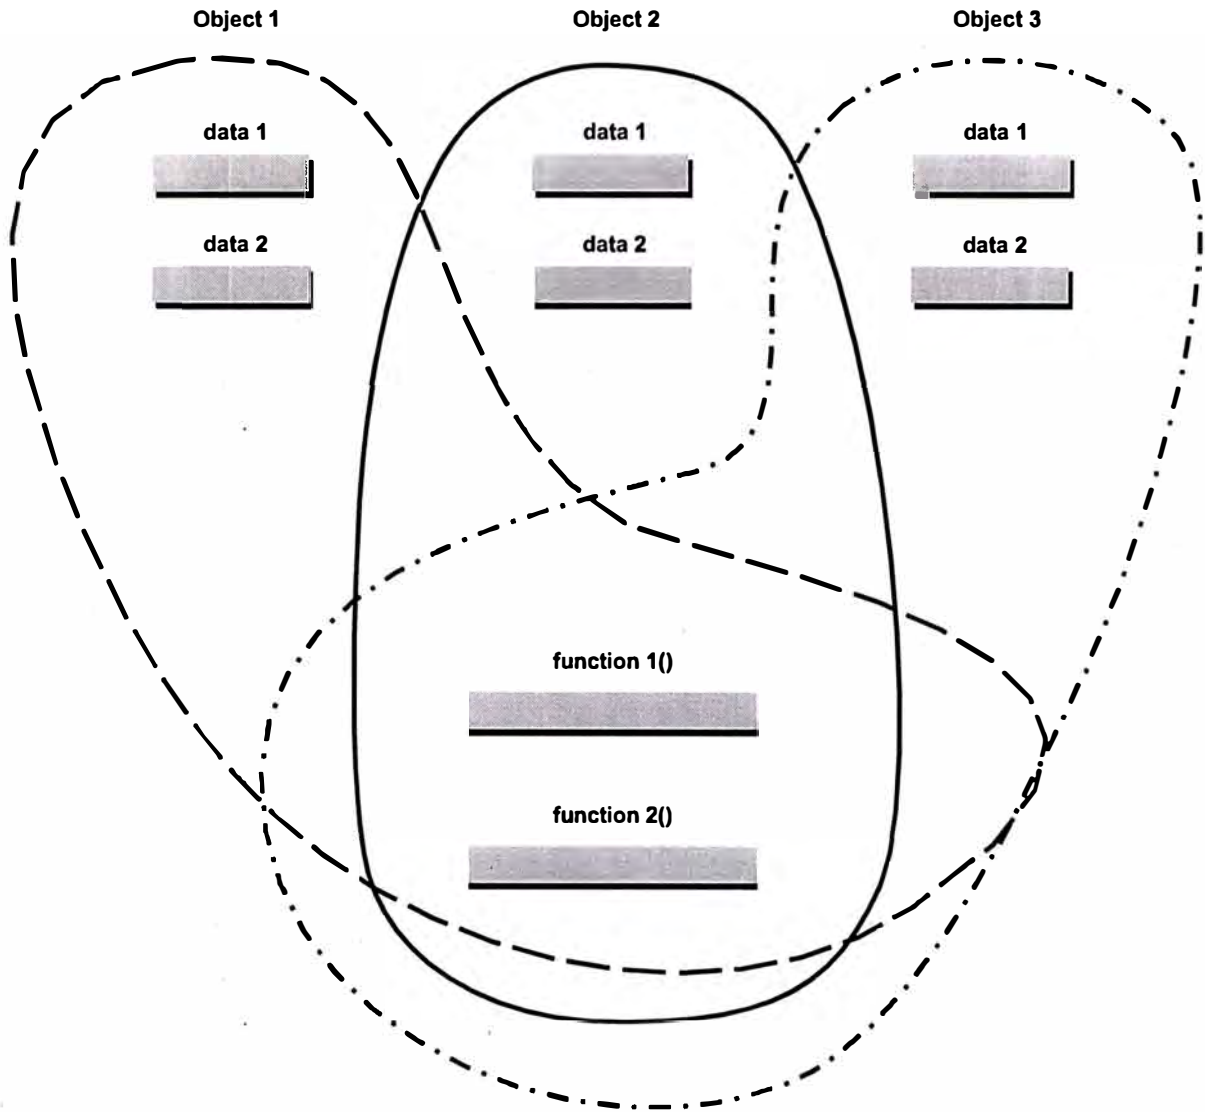 Object 1 Object 2 Object 3
data 1 data 1 data 1
data 2 data 2 data 2
function 1()
function 2()